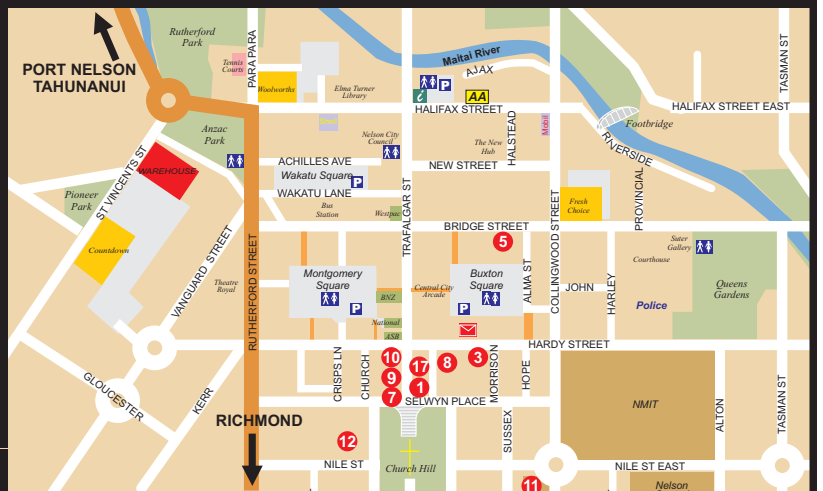 Rutherford
Park
PORT NELSON
TAHUNANUI
Tennis
Courts
PARA PARA
Woolworths
Elma Turner
Library
Maitai River
AJAX
P
i
AA
HALIFAX STREET
HALIFAX STREET EAST
TASMAN ST
Footbridge
RIVERSIDE
Anzac
Park
Nelson City
Council
The New
Hub
HALSTEAD
Mobil
ACHILLES AVE
Wakatu Square
P
WAKATU LANE
NEW STREET
WAREHOUSE
ST VINCENTS ST
Pioneer
Park
Countdown
Bus
Station
Westpac
TRAFALGAR ST
BRIDGE STREET
5
Fresh
Choice
COLLINGWOOD STREET
PROVINCIAL
Suter
Gallery
Courthouse
Queens
Gardens
VANGUARD STREET
RUTHERFORD STREET
Theatre
Royal
Montgomery
Square
P
BNZ
National
ASB
Central City
Arcade
Buxton
Square
P
ALMA ST
JOHN
HARLEY
Police
HARDY STREET
GLOUCESTER
KERR
CRISPS LN
CHURCH
10
9
7
17
1
8
3
MORRISON
HOPE
SELWYN PLACE
RICHMOND
12
NILE ST
Church Hill
SUSSEX
11
NMIT
ALTON
TASMAN ST
NILE ST EAST
Nelson